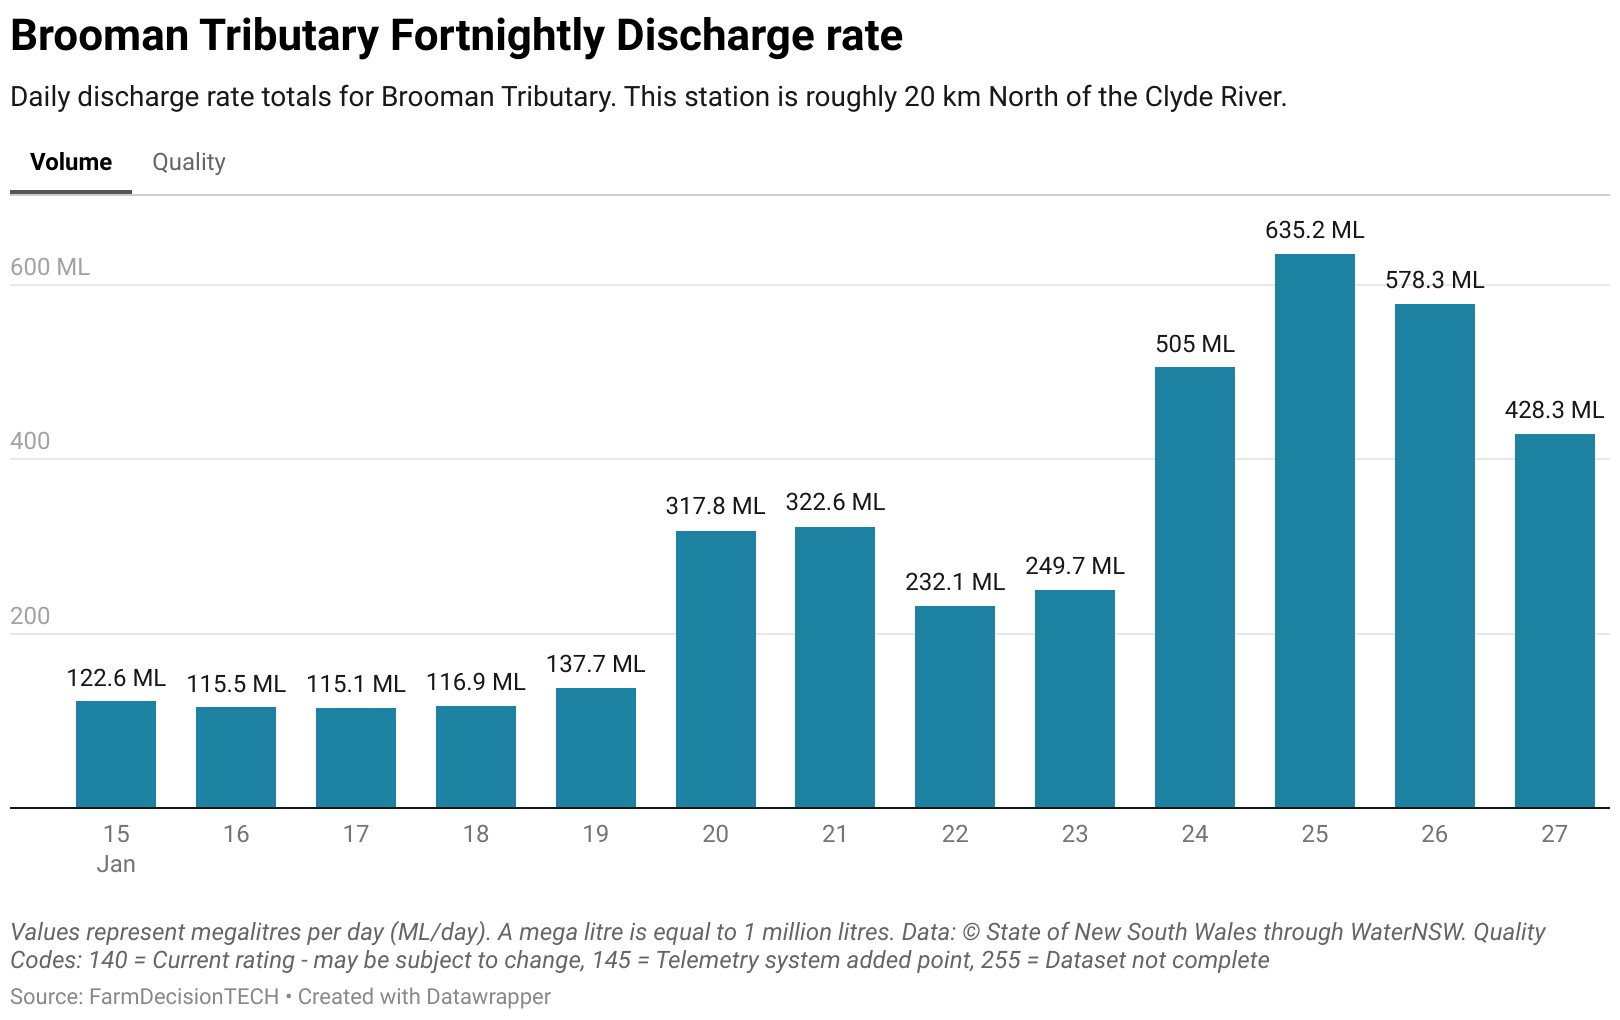 Brooman Tributary Fortnightly Discharge rate
Daily discharge rate totals for Brooman Tributary. This station is roughly 20 km North of the Clyde River.
Volume Quality
600 ML
400
200
122.6 ML
115.5 ML
115.1 ML
116.9 ML
137.7 ML
317.8 ML
322.6 ML
232.1 ML
249.7 ML
505 ML
635.2 ML
578.3 ML
428.3 ML
15 16 17 18 19 20 21 22 23 24 25 26 27
Jan
Values represent megalitres per day (ML/day). A mega litre is equal to 1 million litres. Data: © State of New South Wales through WaterNSW. Quality
Codes: 140 = Current rating - may be subject to change, 145 = Telemetry system added point, 255 = Dataset not complete
Source: FarmDecisionTECH • Created with Datawrapper